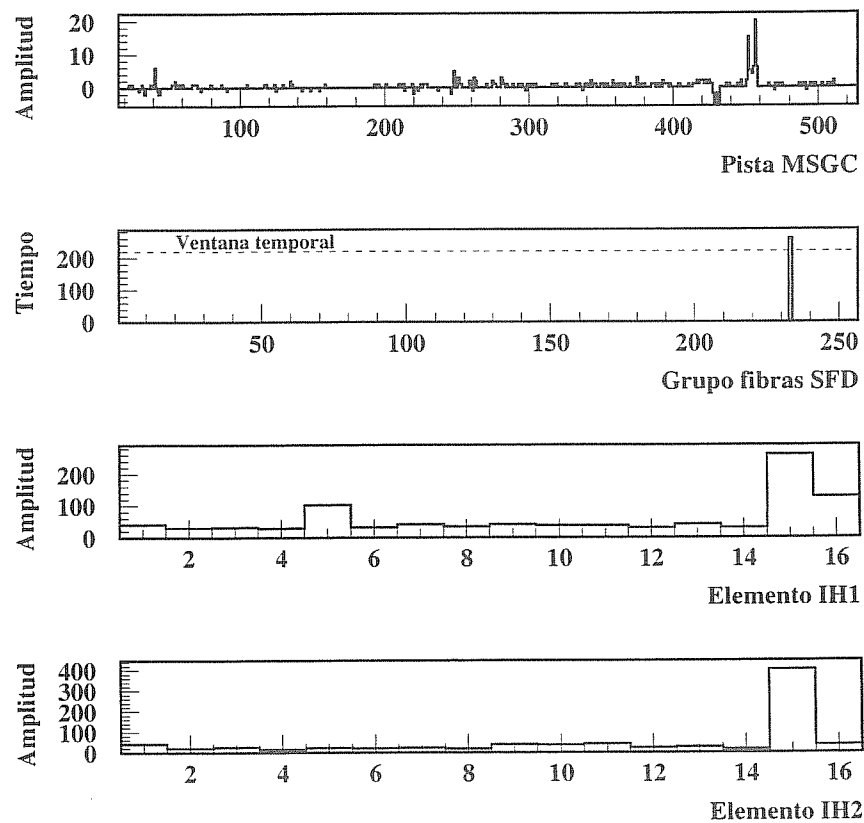 Amplitud
20
10
0
100 200 300 400 500
Pista MSGC
Tiempo
Ventana temporal
200
100
0
50 100 150 200 250
Grupo fibras SFD
Amplitud
200
100
0
2 4 6 8 10 12 14 16
Elemento IH1
Amplitud
400
300
200
100
0
2 4 6 8 10 12 14 16
Elemento IH2